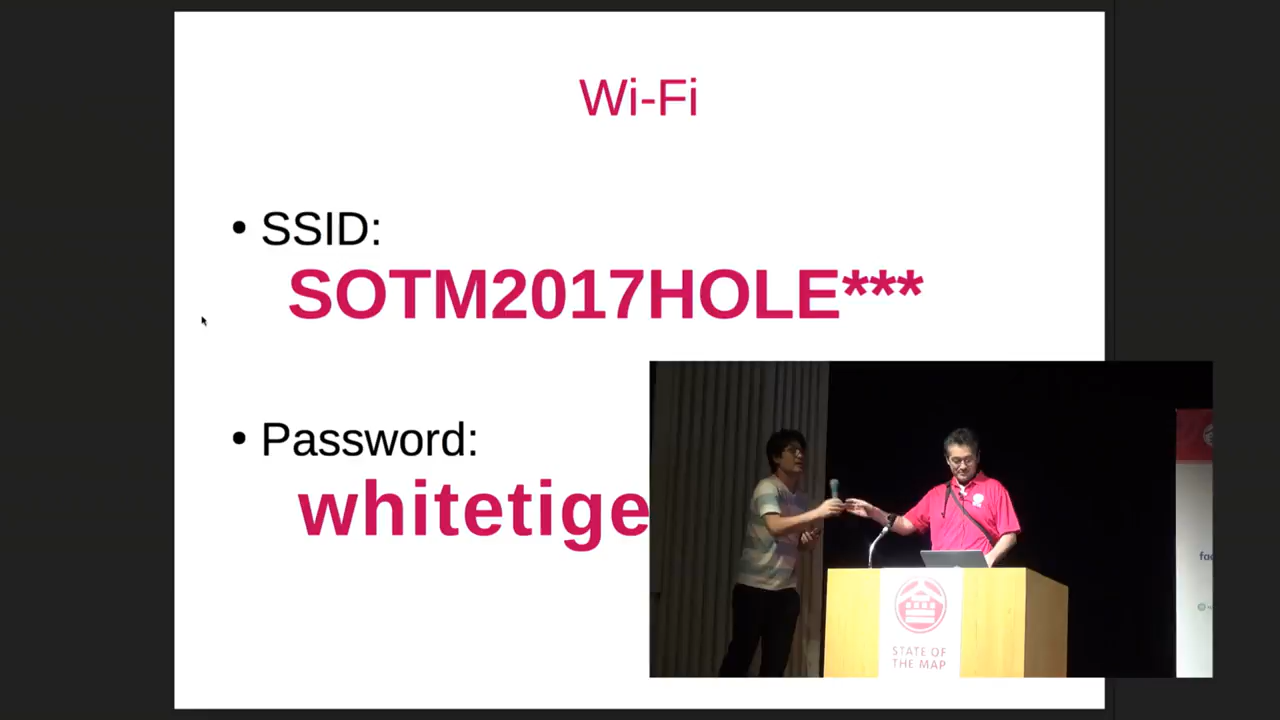 Wi-Fi
• SSID:
SOTM2017HOLE***
• Password:
whitetige
STATE OF
THE MAP